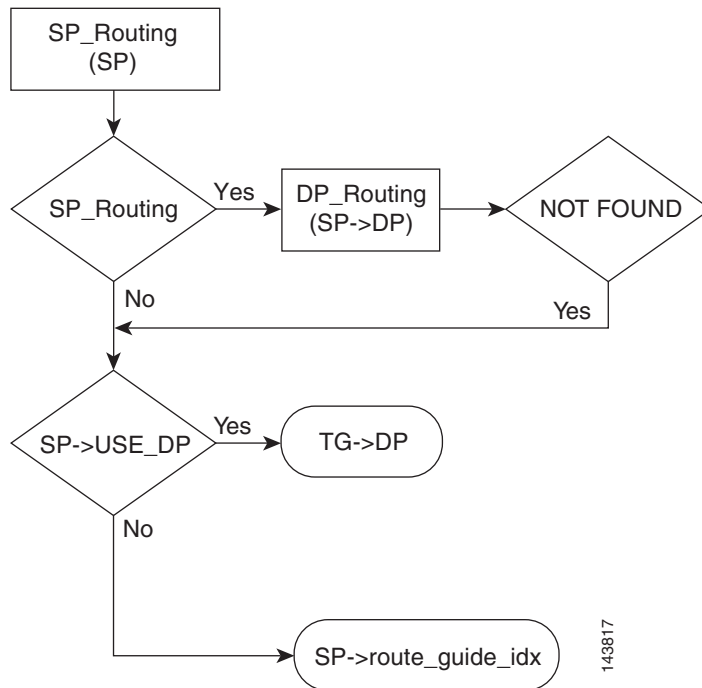 SP_Routing
(SP)
SP_Routing
Yes
DP_Routing
(SP->DP)
NOT FOUND
No
Yes
SP->USE_DP
Yes
TG->DP
No
SP->route_guide_idx
143817